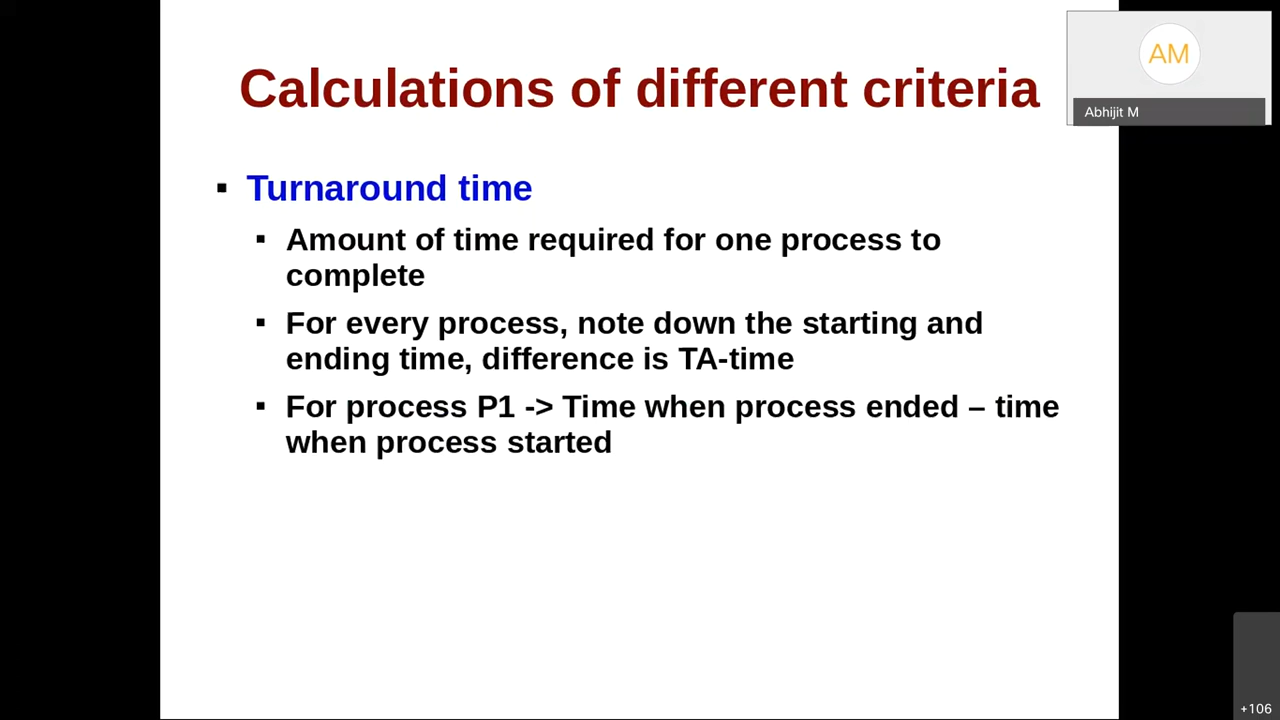 Calculations of different criteria
AM
Abhijit M
▪ Turnaround time
▪ Amount of time required for one process to
complete
▪ For every process, note down the starting and
ending time, difference is TA-time
▪ For process P1 -> Time when process ended – time
when process started
+106